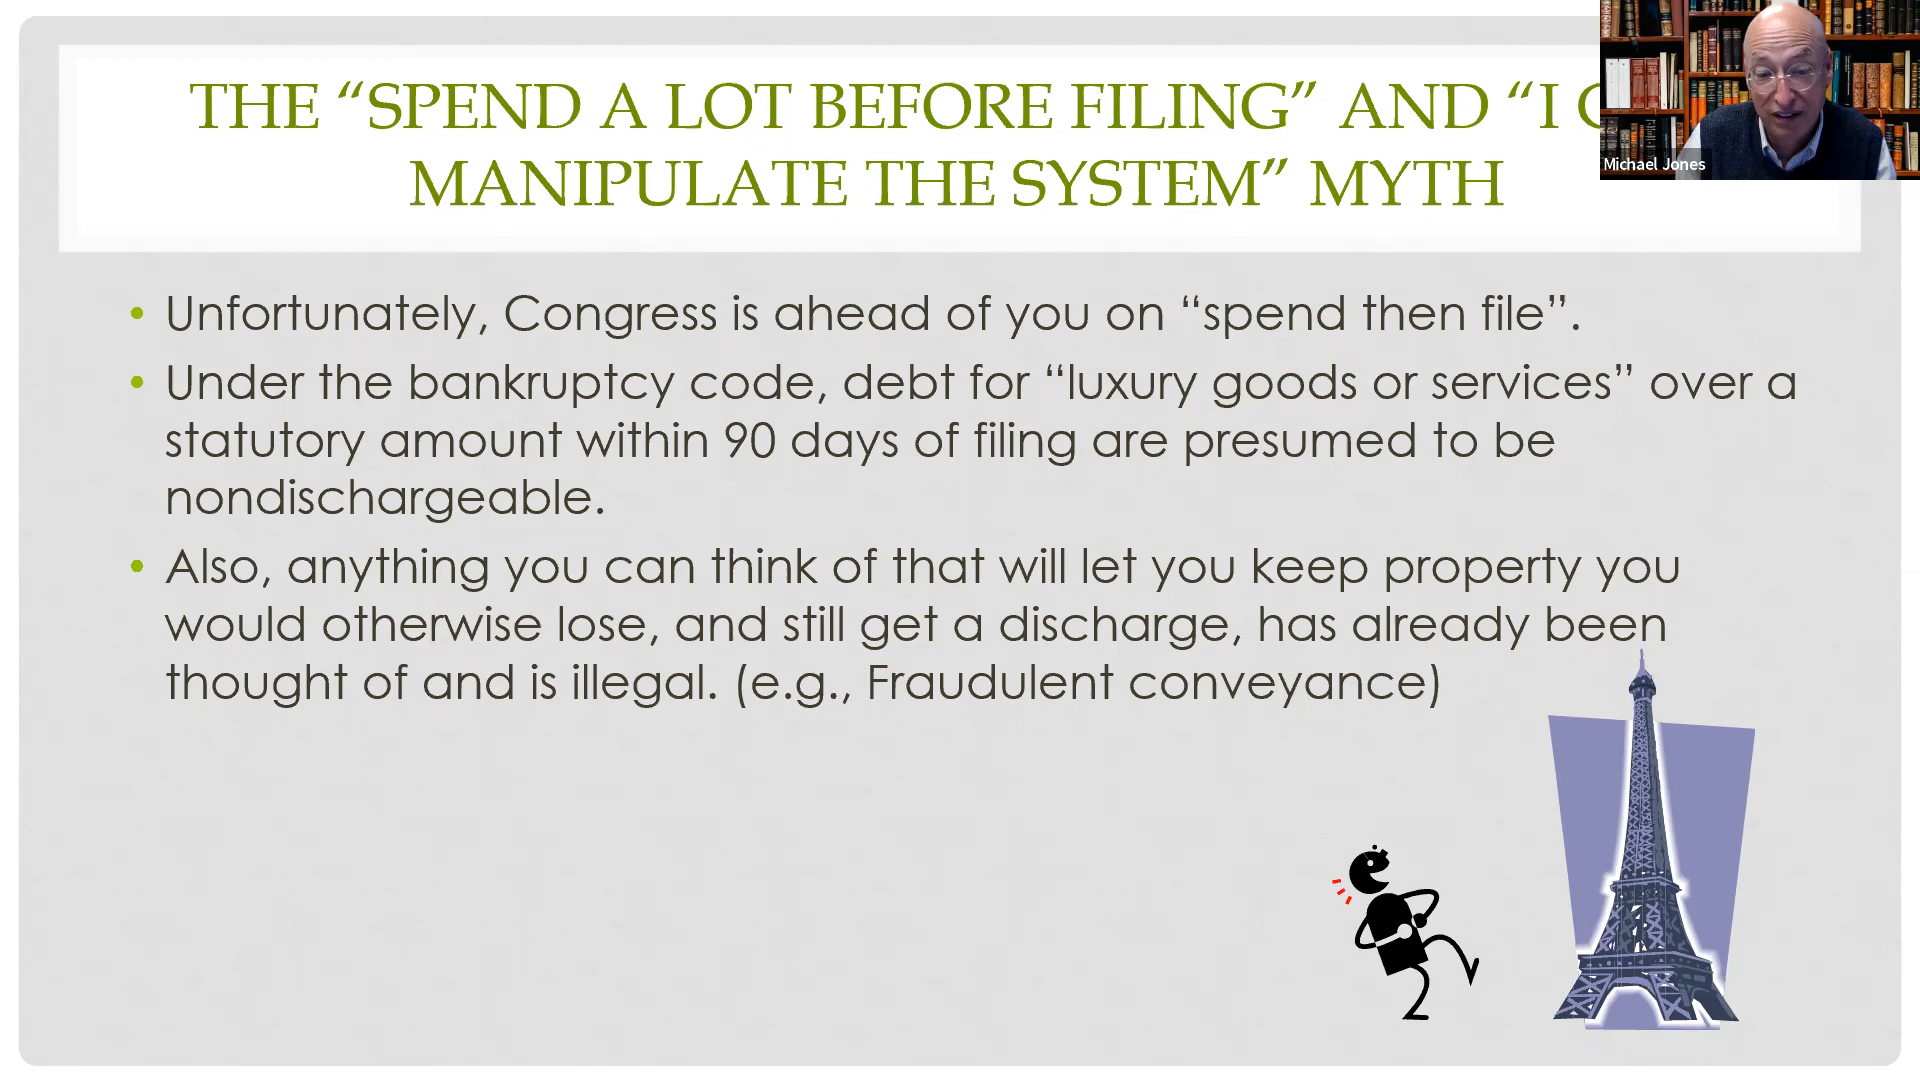 THE “SPEND A LOT BEFORE FILING” AND “I
MANIPULATE THE SYSTEM” MYTH
Michael Jones
• Unfortunately, Congress is ahead of you on “spend then file”.
• Under the bankruptcy code, debt for “luxury goods or services” over a
statutory amount within 90 days of filing are presumed to be
nondischargeable.
• Also, anything you can think of that will let you keep property you
would otherwise lose, and still get a discharge, has already been
thought of and is illegal. (e.g., Fraudulent conveyance)